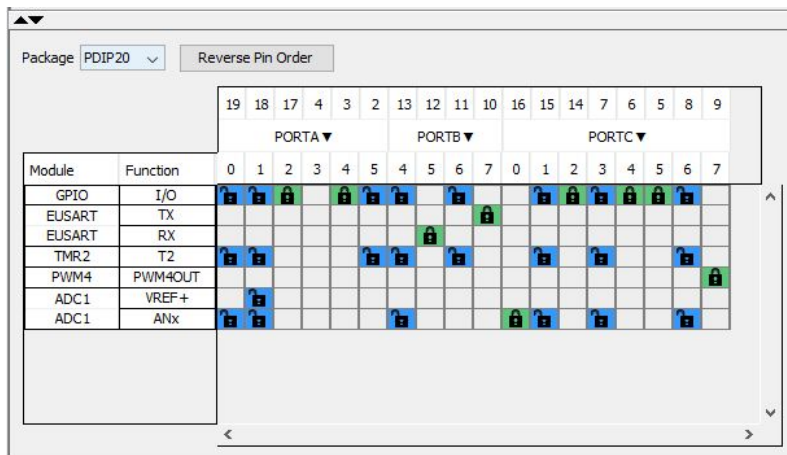 Package PDIP20 Reverse Pin Order
19 18 17 4 3 2 13 12 11 10 16 15 14 7 6 5 8 9
PORTA▼ PORTB▼ PORTC▼
Module Function 0 1 2 3 4 5 4 5 6 7 0 1 2 3 4 5 6 7
GPIO I/O
EUSART TX
EUSART RX
TMR2 T2
PWM4 PWM4OUT
ADC1 VREF+
ADC1 ANx